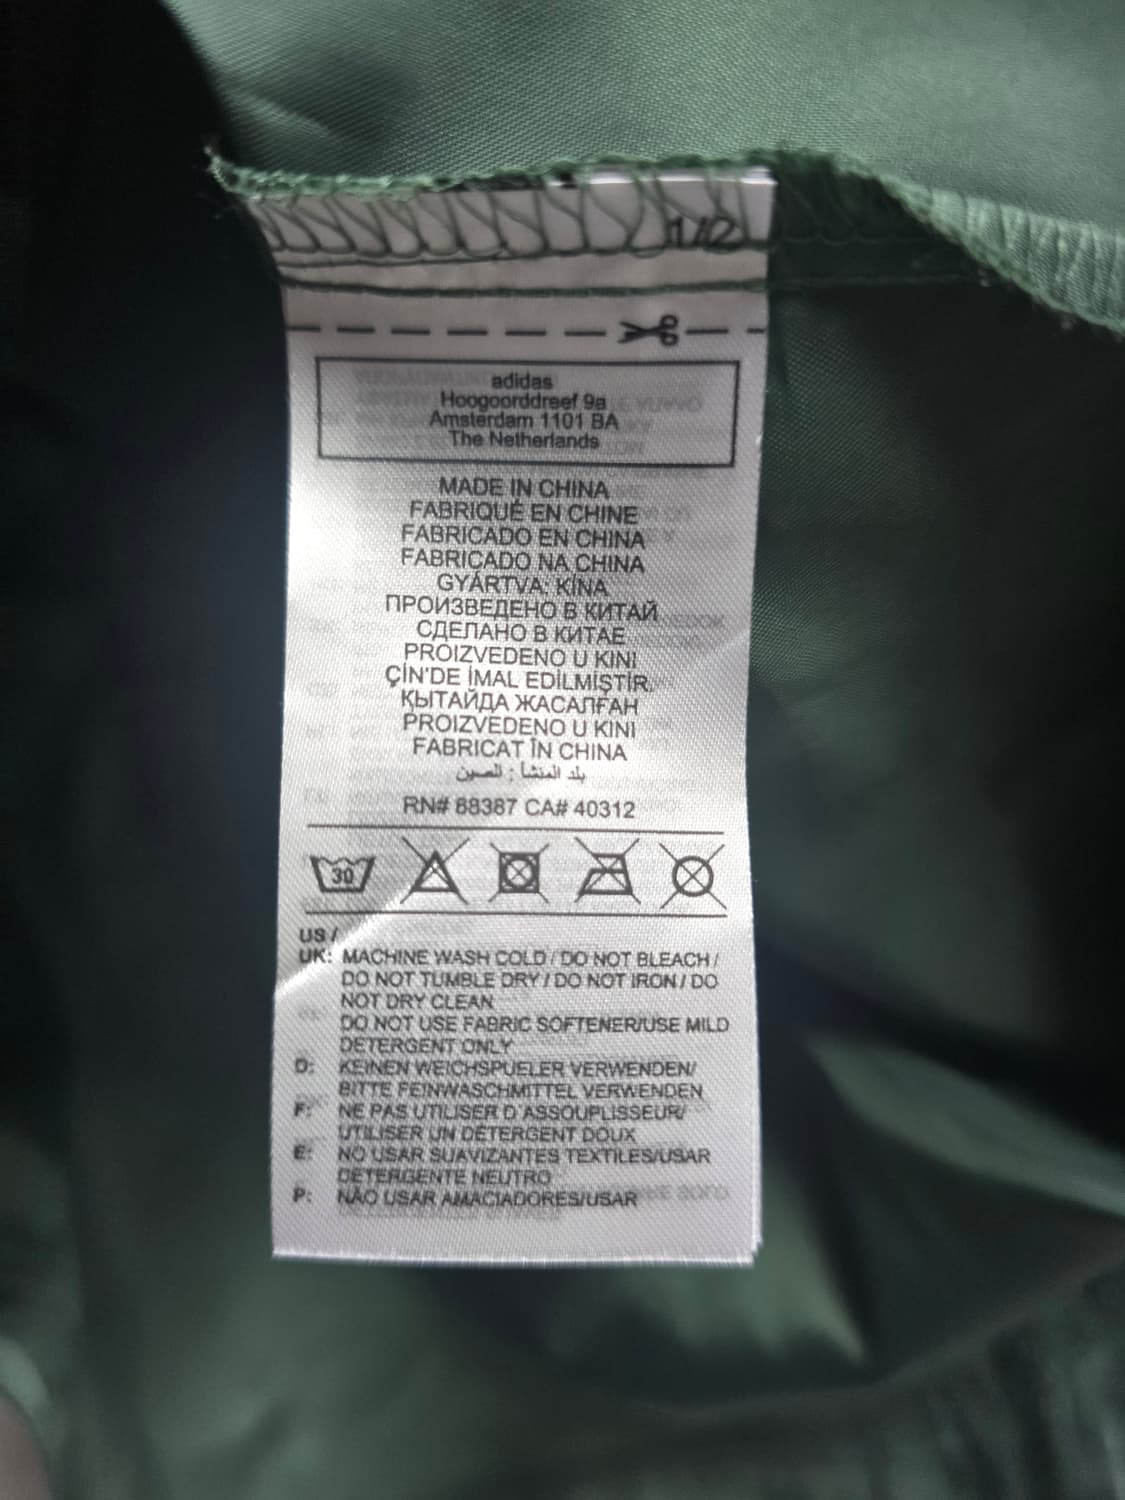 1/2
adidas
Hoogoorddreef 9a
Amsterdam 1101 BA
The Netherlands
MADE IN CHINA
FABRIQUÉ EN CHINE
FABRICADO EN CHINA
FABRICADO NA CHINA
GYÁRTVA: KÍNA
ПРОИЗВЕДЕНО В КИТАЙ
СДЕЛАНО В КИТАЕ
PROIZVEDENO U KINI
ÇİN'DE İMAL EDİLMİŞTİR.
ҚЫТАЙДА ЖАСАЛҒАН
PROIZVEDENO U KINI
FABRICAT ÎN CHINA
بلد المنشأ : الصين
RN# 88387 CA# 40312
30
US /
UK: MACHINE WASH COLD / DO NOT BLEACH /
DO NOT TUMBLE DRY / DO NOT IRON / DO
NOT DRY CLEAN
DO NOT USE FABRIC SOFTENER/USE MILD
DETERGENT ONLY
D: KEINEN WEICHSPUELER VERWENDEN/
BITTE FEINWASCHMITTEL VERWENDEN
F: NE PAS UTILISER D'ASSOUPLISSEUR/
UTILISER UN DÉTERGENT DOUX
E: NO USAR SUAVIZANTES TEXTILES/USAR
DETERGENTE NEUTRO
P: NÃO USAR AMACIADORES/USAR